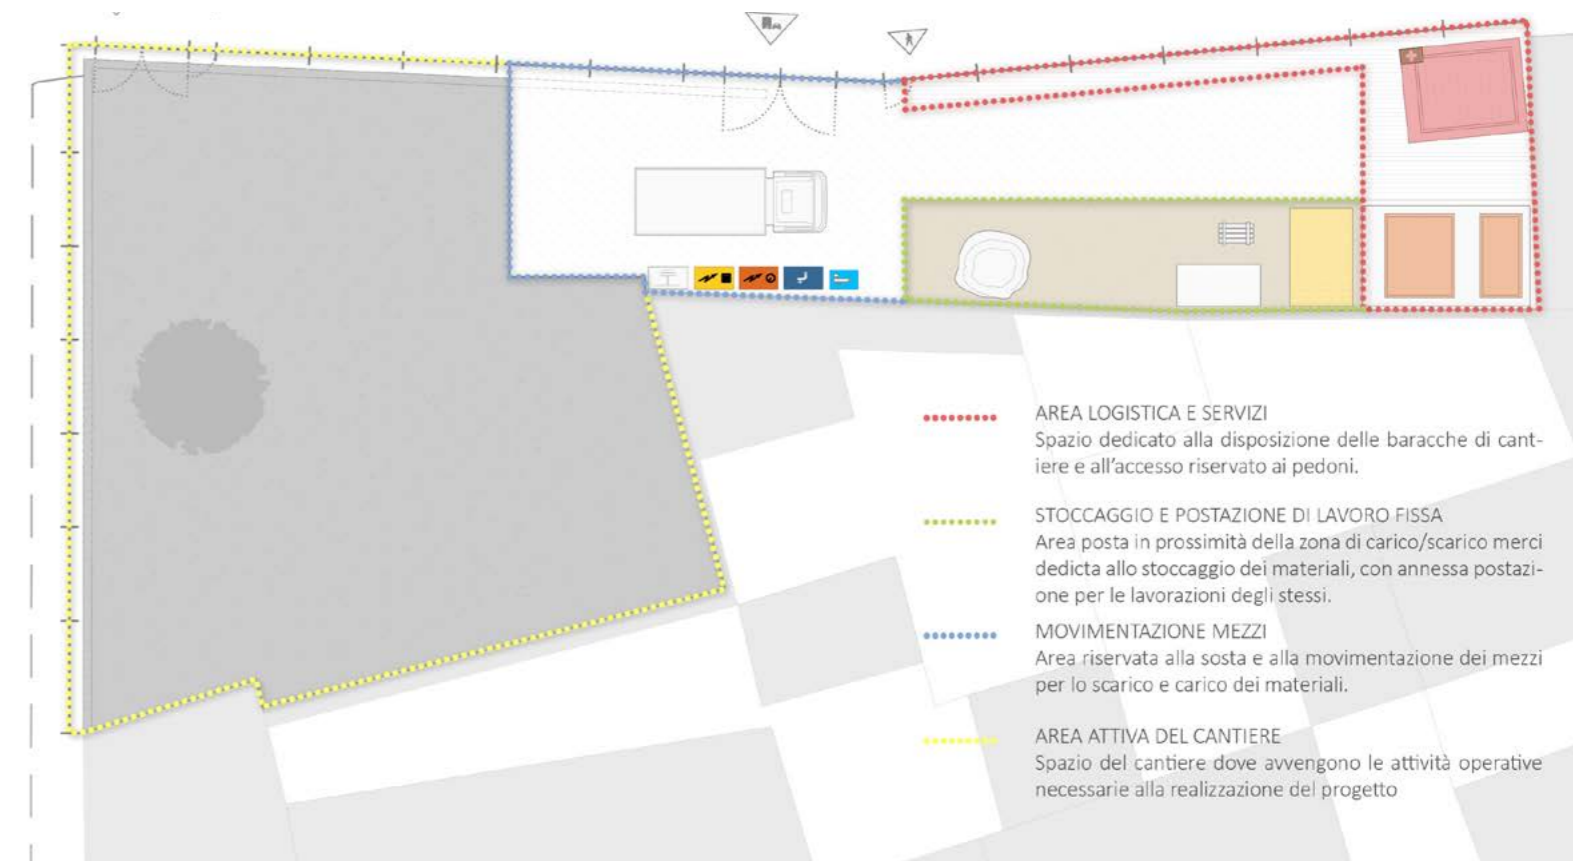 AREA LOGISTICA E SERVIZI
Spazio dedicato alla disposizione delle baracche di cant-
iere e all'accesso riservato ai pedoni.
STOCCAGGIO E POSTAZIONE DI LAVORO FISSA
Area posta in prossimità della zona di carico/scarico merci
dedicta allo stoccaggio dei materiali, con annessa postazi-
one per le lavorazioni degli stessi.
MOVIMENTAZIONE MEZZI
Area riservata alla sosta e alla movimentazione dei mezzi
per lo scarico e carico dei materiali.
AREA ATTIVA DEL CANTIERE
Spazio del cantiere dove avvengono le attività operative
necessarie alla realizzazione del progetto